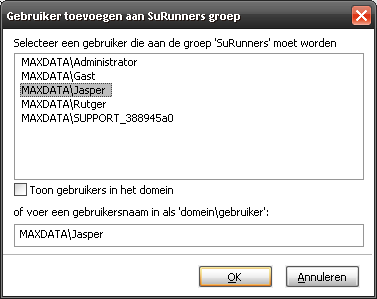 Gebruiker toevoegen aan SuRunners groep
Selecteer een gebruiker die aan de groep 'SuRunners' moet worden
MAXDATA\Administrator
MAXDATA\Gast
MAXDATA\Jasper
MAXDATA\Rutger
MAXDATA\SUPPORT_388945a0
Toon gebruikers in het domein
of voer een gebruikersnaam in als 'domein\gebruiker':
MAXDATA\Jasper
OK
Annuleren